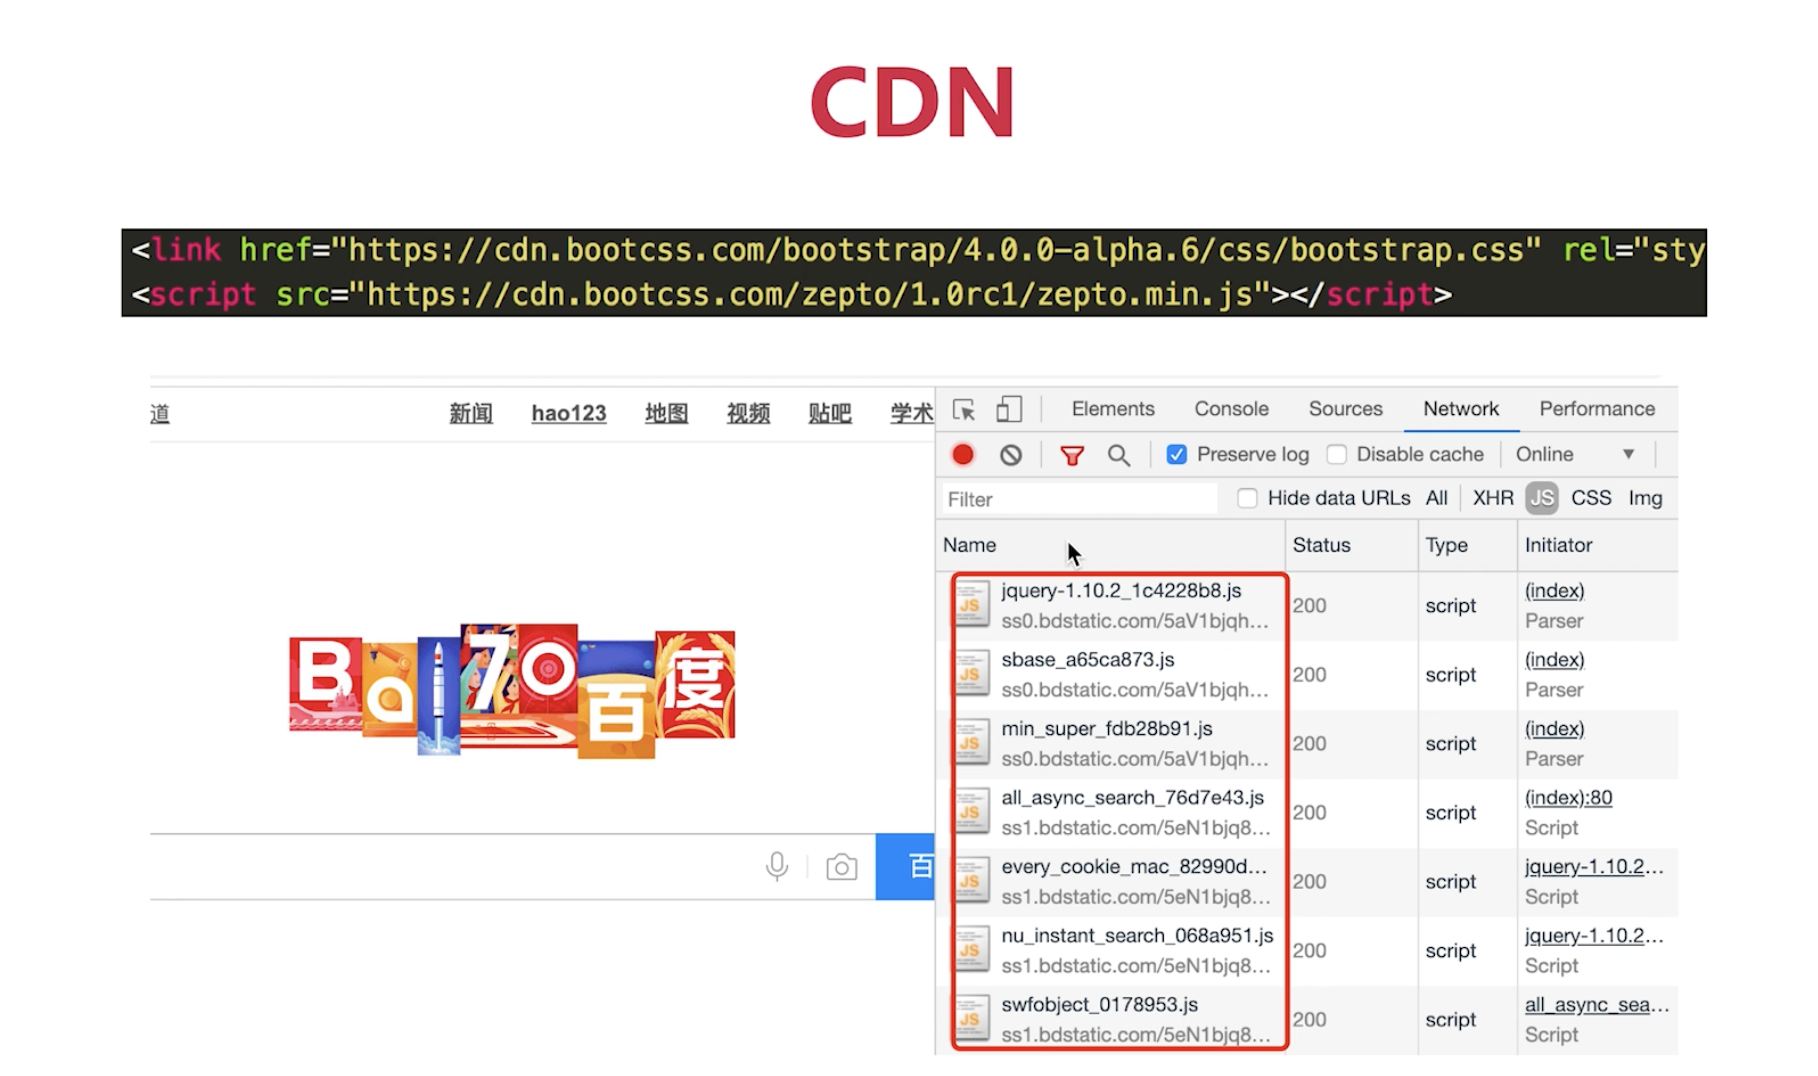 CDN
<link href="https://cdn.bootcss.com/bootstrap/4.0.0-alpha.6/css/bootstrap.css" rel="sty
<script src="https://cdn.bootcss.com/zepto/1.0rc1/zepto.min.js"></script>
道 新闻 hao123 地图 视频 贴吧 学术
Bai 70 百度
百
Elements Console Sources Network Performance
Preserve log Disable cache Online
Filter Hide data URLs All XHR JS CSS Img
Name Status Type Initiator
jquery-1.10.2_1c4228b8.js
ss0.bdstatic.com/5aV1bjqh...
200 script
(index)
Parser
sbase_a65ca873.js
ss0.bdstatic.com/5aV1bjqh...
200 script
(index)
Parser
min_super_fdb28b91.js
ss0.bdstatic.com/5aV1bjqh...
200 script
(index)
Parser
all_async_search_76d7e43.js
ss1.bdstatic.com/5eN1bjq8...
200 script
(index):80
Script
every_cookie_mac_82990d...
ss1.bdstatic.com/5eN1bjq8...
200 script
jquery-1.10.2...
Script
nu_instant_search_068a951.js
ss1.bdstatic.com/5eN1bjq8...
200 script
jquery-1.10.2...
Script
swfobject_0178953.js
ss1.bdstatic.com/5eN1bjq8...
200 script
all_async_sea...
Script